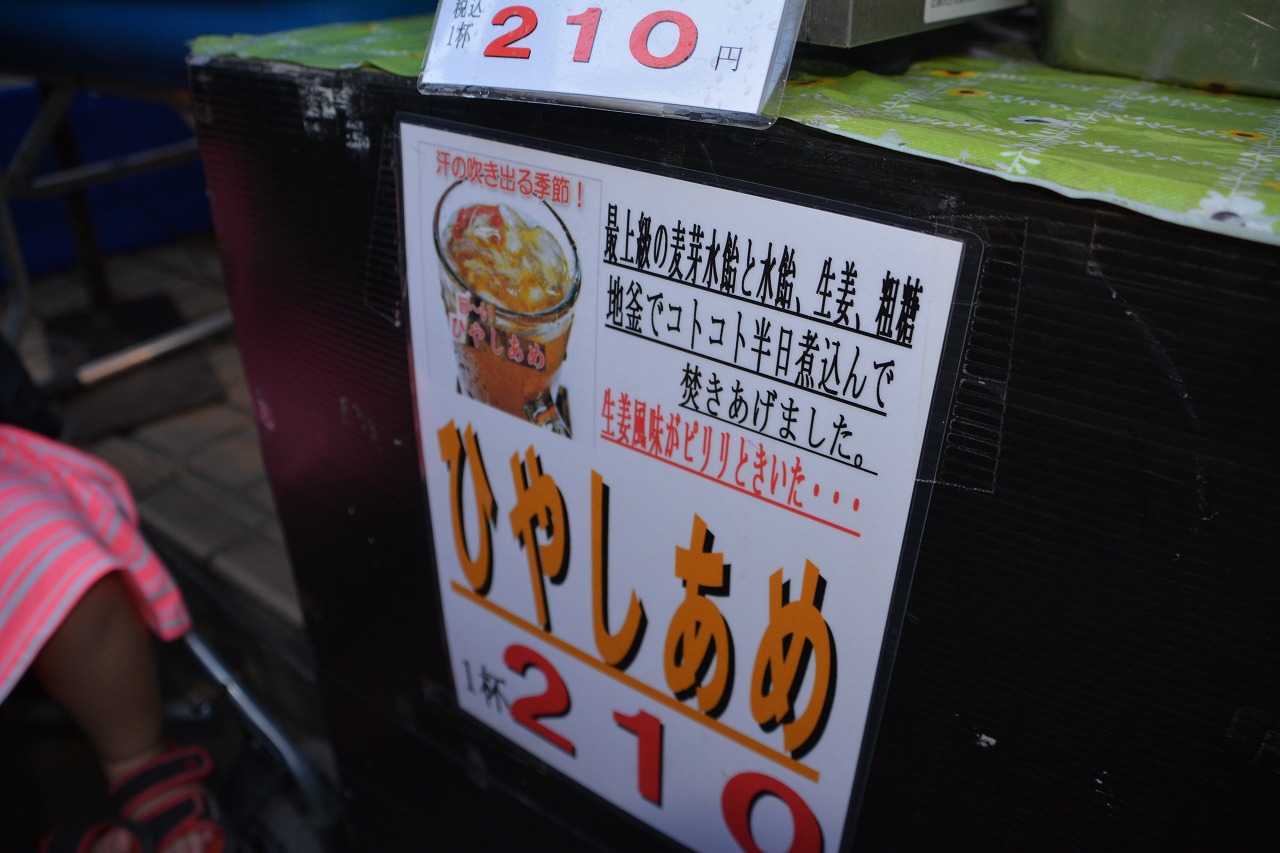 税込
1杯 210円
汗の吹き出る季節！
ひやしあめ
最上級の麦芽水飴と水飴、生姜、粗糖
地釜でコトコト半日煮込んで
焚きあげました。
生姜風味がピリリときいた・・・
ひやしあめ
1杯 210